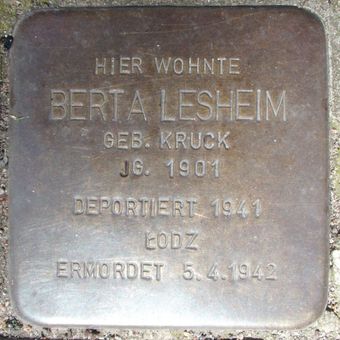 HIER WOHNTE
BERTA LESHEIM
GEB. KRUCK
JG. 1901
DEPORTIERT 1941
ŁODZ
ERMORDET 5.4.1942